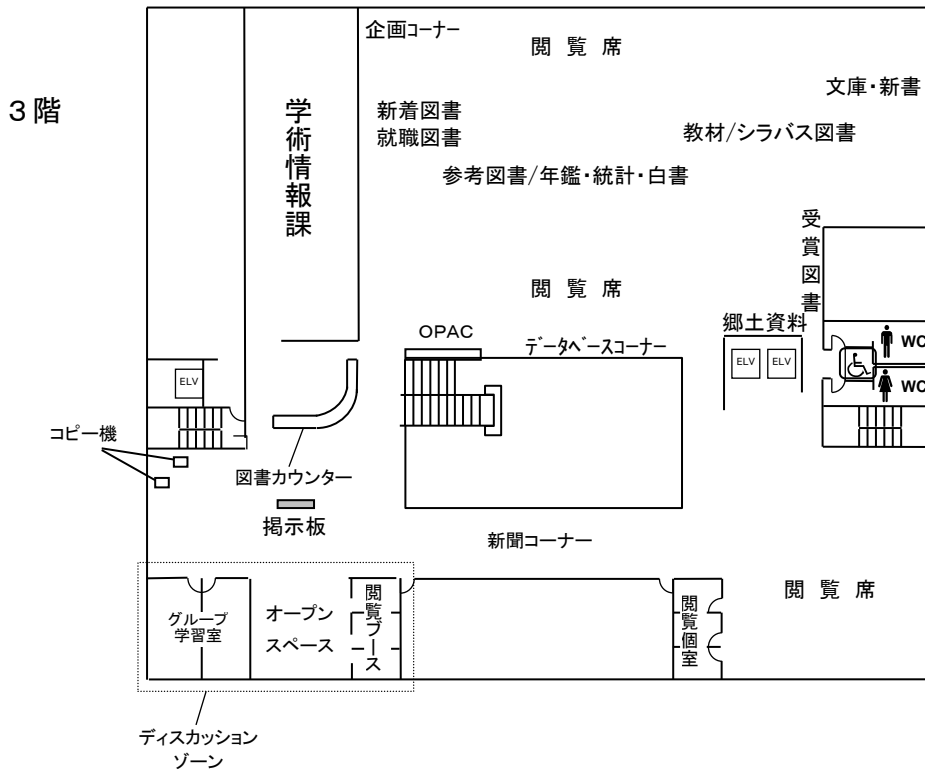 企画コーナー
閲覧席
文庫・新書
3階
学術情報課
新着図書
就職図書
教材/シラバス図書
参考図書/年鑑・統計・白書
受賞図書
閲覧席
郷土資料
OPAC
データベースコーナー
WC
ELV
ELV
ELV
WC
コピー機
図書カウンター
掲示板
新聞コーナー
グループ
学習室
オープン
スペース
閲覧ブース
閲覧個室
閲覧席
ディスカッション
ゾーン